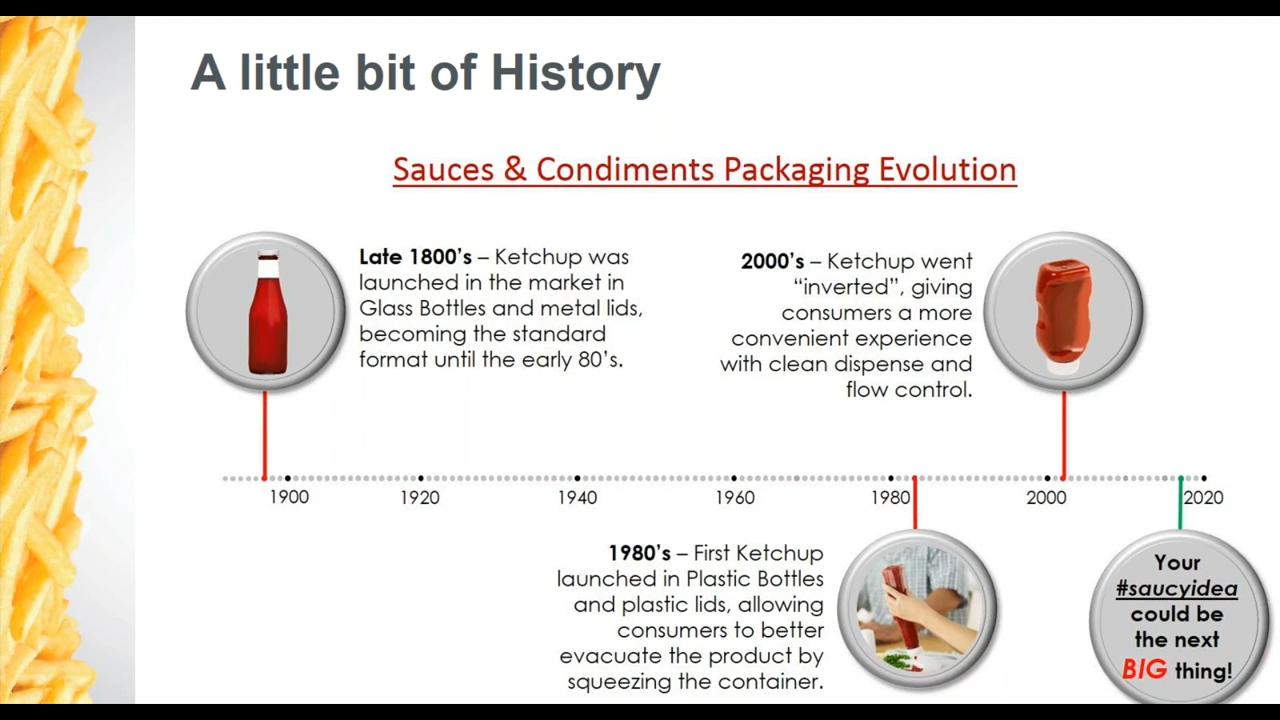 A little bit of History
Sauces & Condiments Packaging Evolution
Late 1800’s – Ketchup was
launched in the market in
Glass Bottles and metal lids,
becoming the standard
format until the early 80’s.
2000’s – Ketchup went
“inverted”, giving
consumers a more
convenient experience
with clean dispense and
flow control.
1900 1920 1940 1960 1980 2000 2020
1980’s – First Ketchup
launched in Plastic Bottles
and plastic lids, allowing
consumers to better
evacuate the product by
squeezing the container.
Your
#saucyidea
could be
the next
BIG thing!